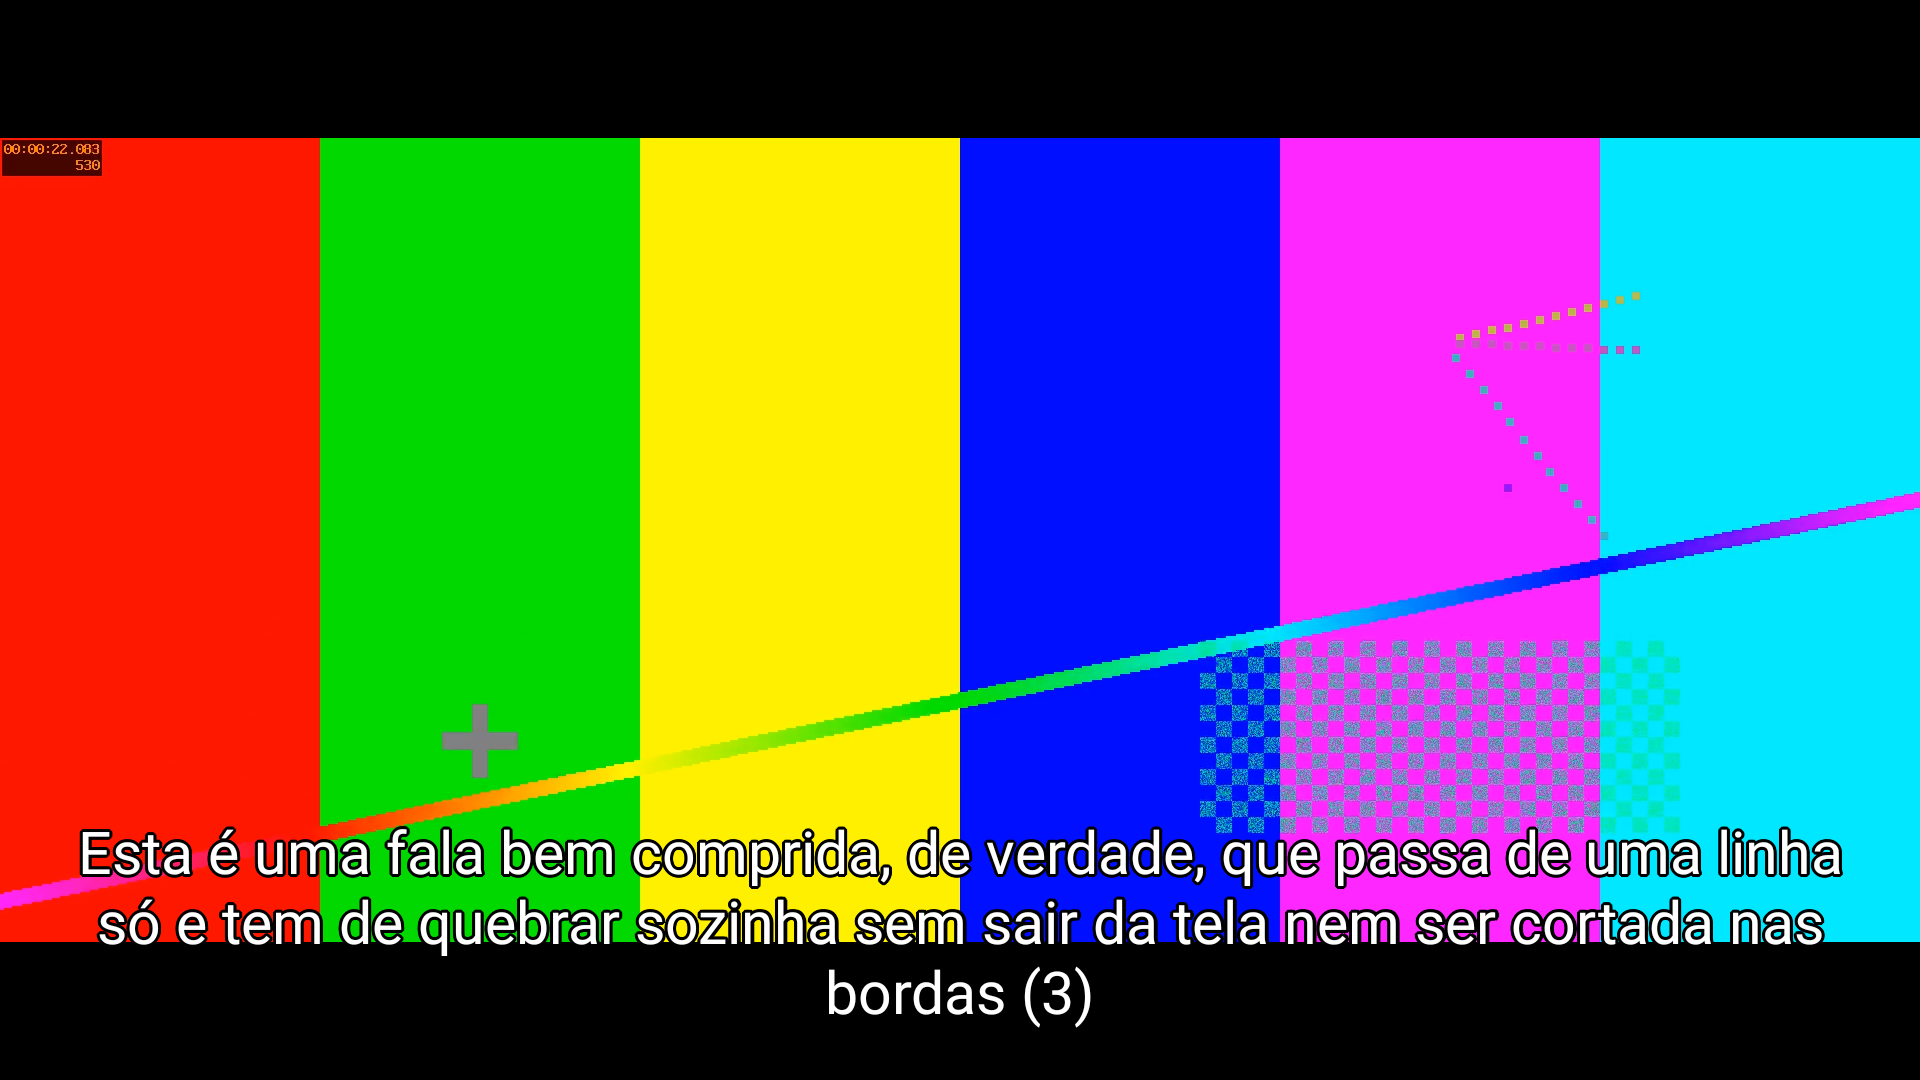 00:00:22.083
530
Esta é uma fala bem comprida, de verdade, que passa de uma linha
só e tem de quebrar sozinha sem sair da tela nem ser cortada nas
bordas (3)